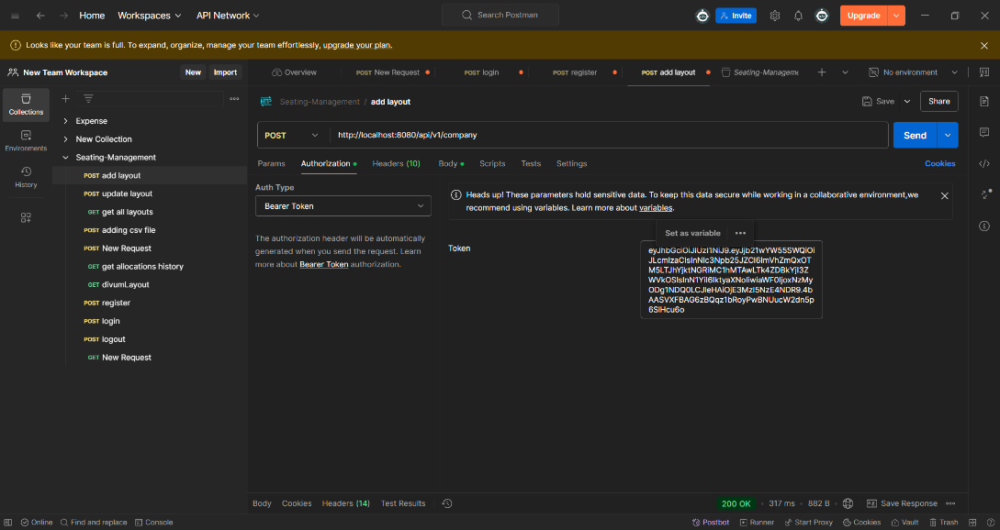 Home Workspaces API Network Search Postman Invite Upgrade
Looks like your team is full. To expand, organize, manage your team effortlessly, upgrade your plan.
New Team Workspace New Import Overview POST New Request POST login POST register POST add layout Seating-Manageme No environment
Collections
Environments
History
Expense
New Collection
Seating-Management
POST add layout
POST update layout
GET get all layouts
POST adding csv file
POST New Request
GET get allocations history
GET divumLayout
POST register
POST login
POST logout
GET New Request
HTTP Seating-Management / add layout Save Share
POST http://localhost:8080/api/v1/company Send
Params Authorization Headers (10) Body Scripts Tests Settings Cookies
Auth Type
Bearer Token
The authorization header will be automatically
generated when you send the request. Learn
more about Bearer Token authorization.
Heads up! These parameters hold sensitive data. To keep this data secure while working in a collaborative environment,we
recommend using variables. Learn more about variables.
Set as variable
Token
Body Cookies Headers (14) Test Results 200 OK 317 ms 882 B Save Response
Online Find and replace Console Postbot Runner Start Proxy Cookies Vault Trash